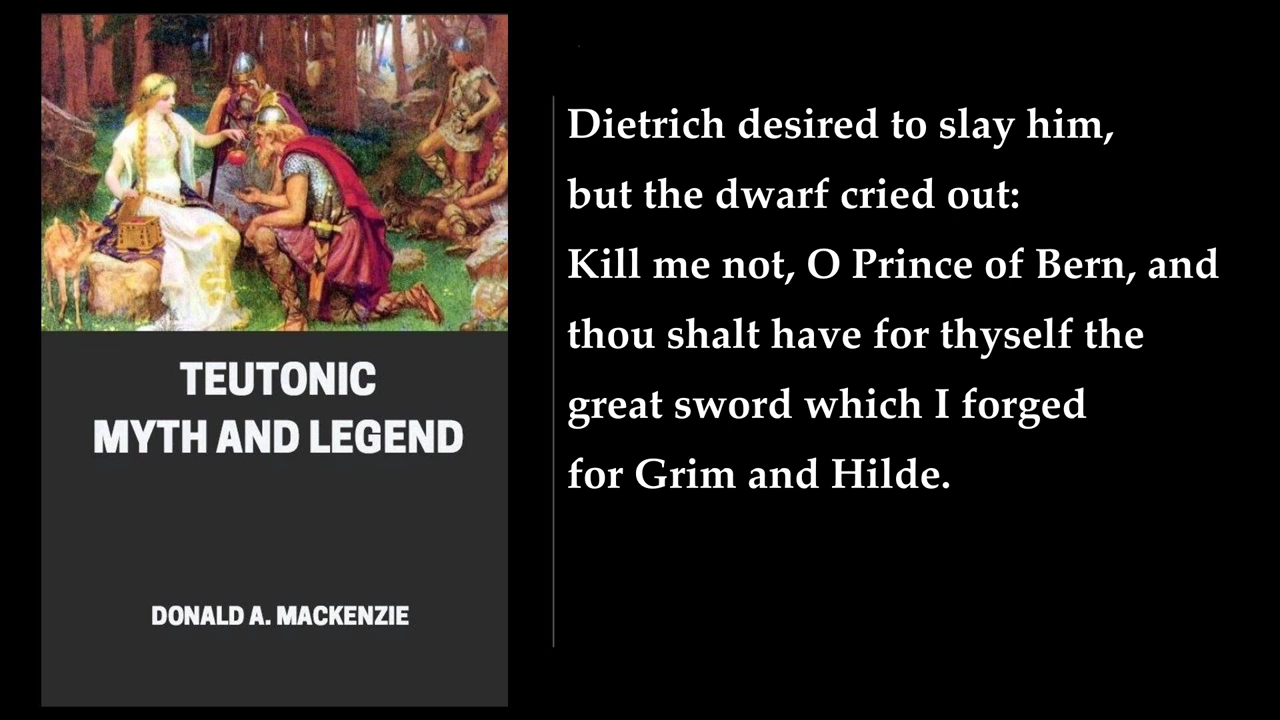 TEUTONIC
MYTH AND LEGEND
DONALD A. MACKENZIE
Dietrich desired to slay him,
but the dwarf cried out:
Kill me not, O Prince of Bern, and
thou shalt have for thyself the
great sword which I forged
for Grim and Hilde.